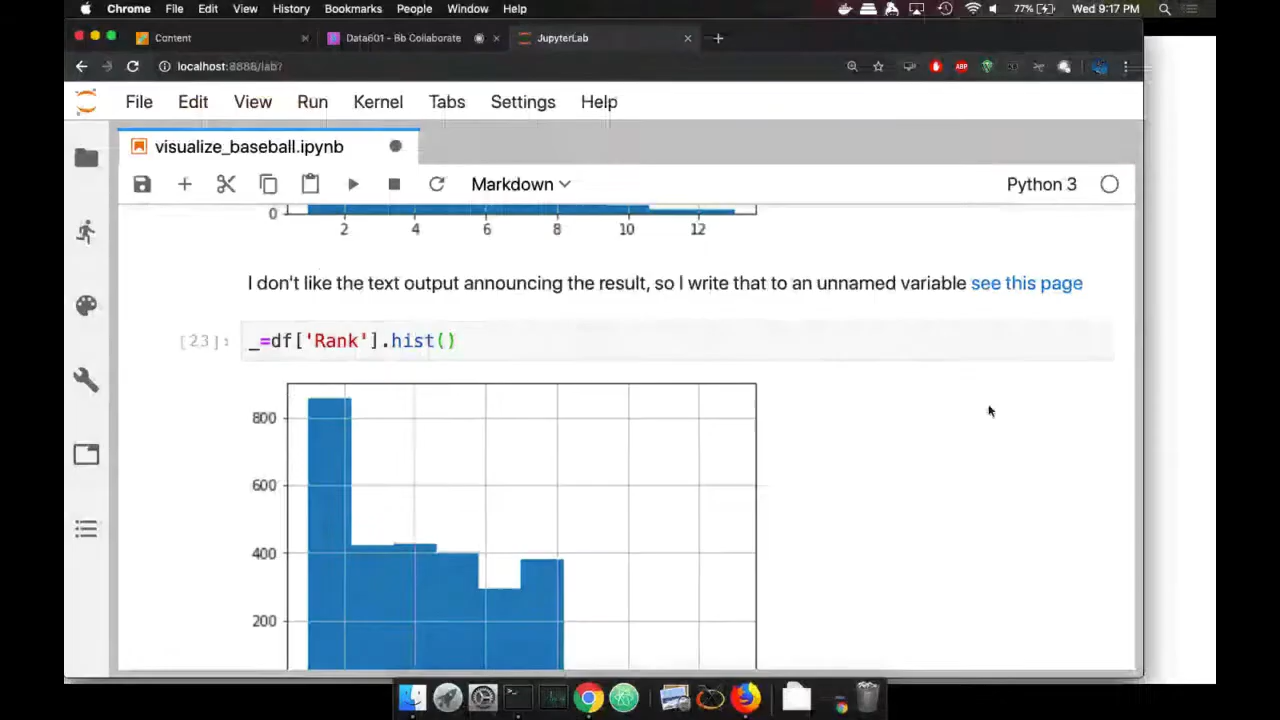 Chrome File Edit View History Bookmarks People Window Help 77% Wed 9:17 PM
Content Data601 - Bb Collaborate JupyterLab
localhost:8888/lab? ABP
File Edit View Run Kernel Tabs Settings Help
visualize_baseball.ipynb
Markdown Python 3
0
2 4 6 8 10 12
I don't like the text output announcing the result, so I write that to an unnamed variable see this page
[23]: _=df['Rank'].hist()
800
600
400
200